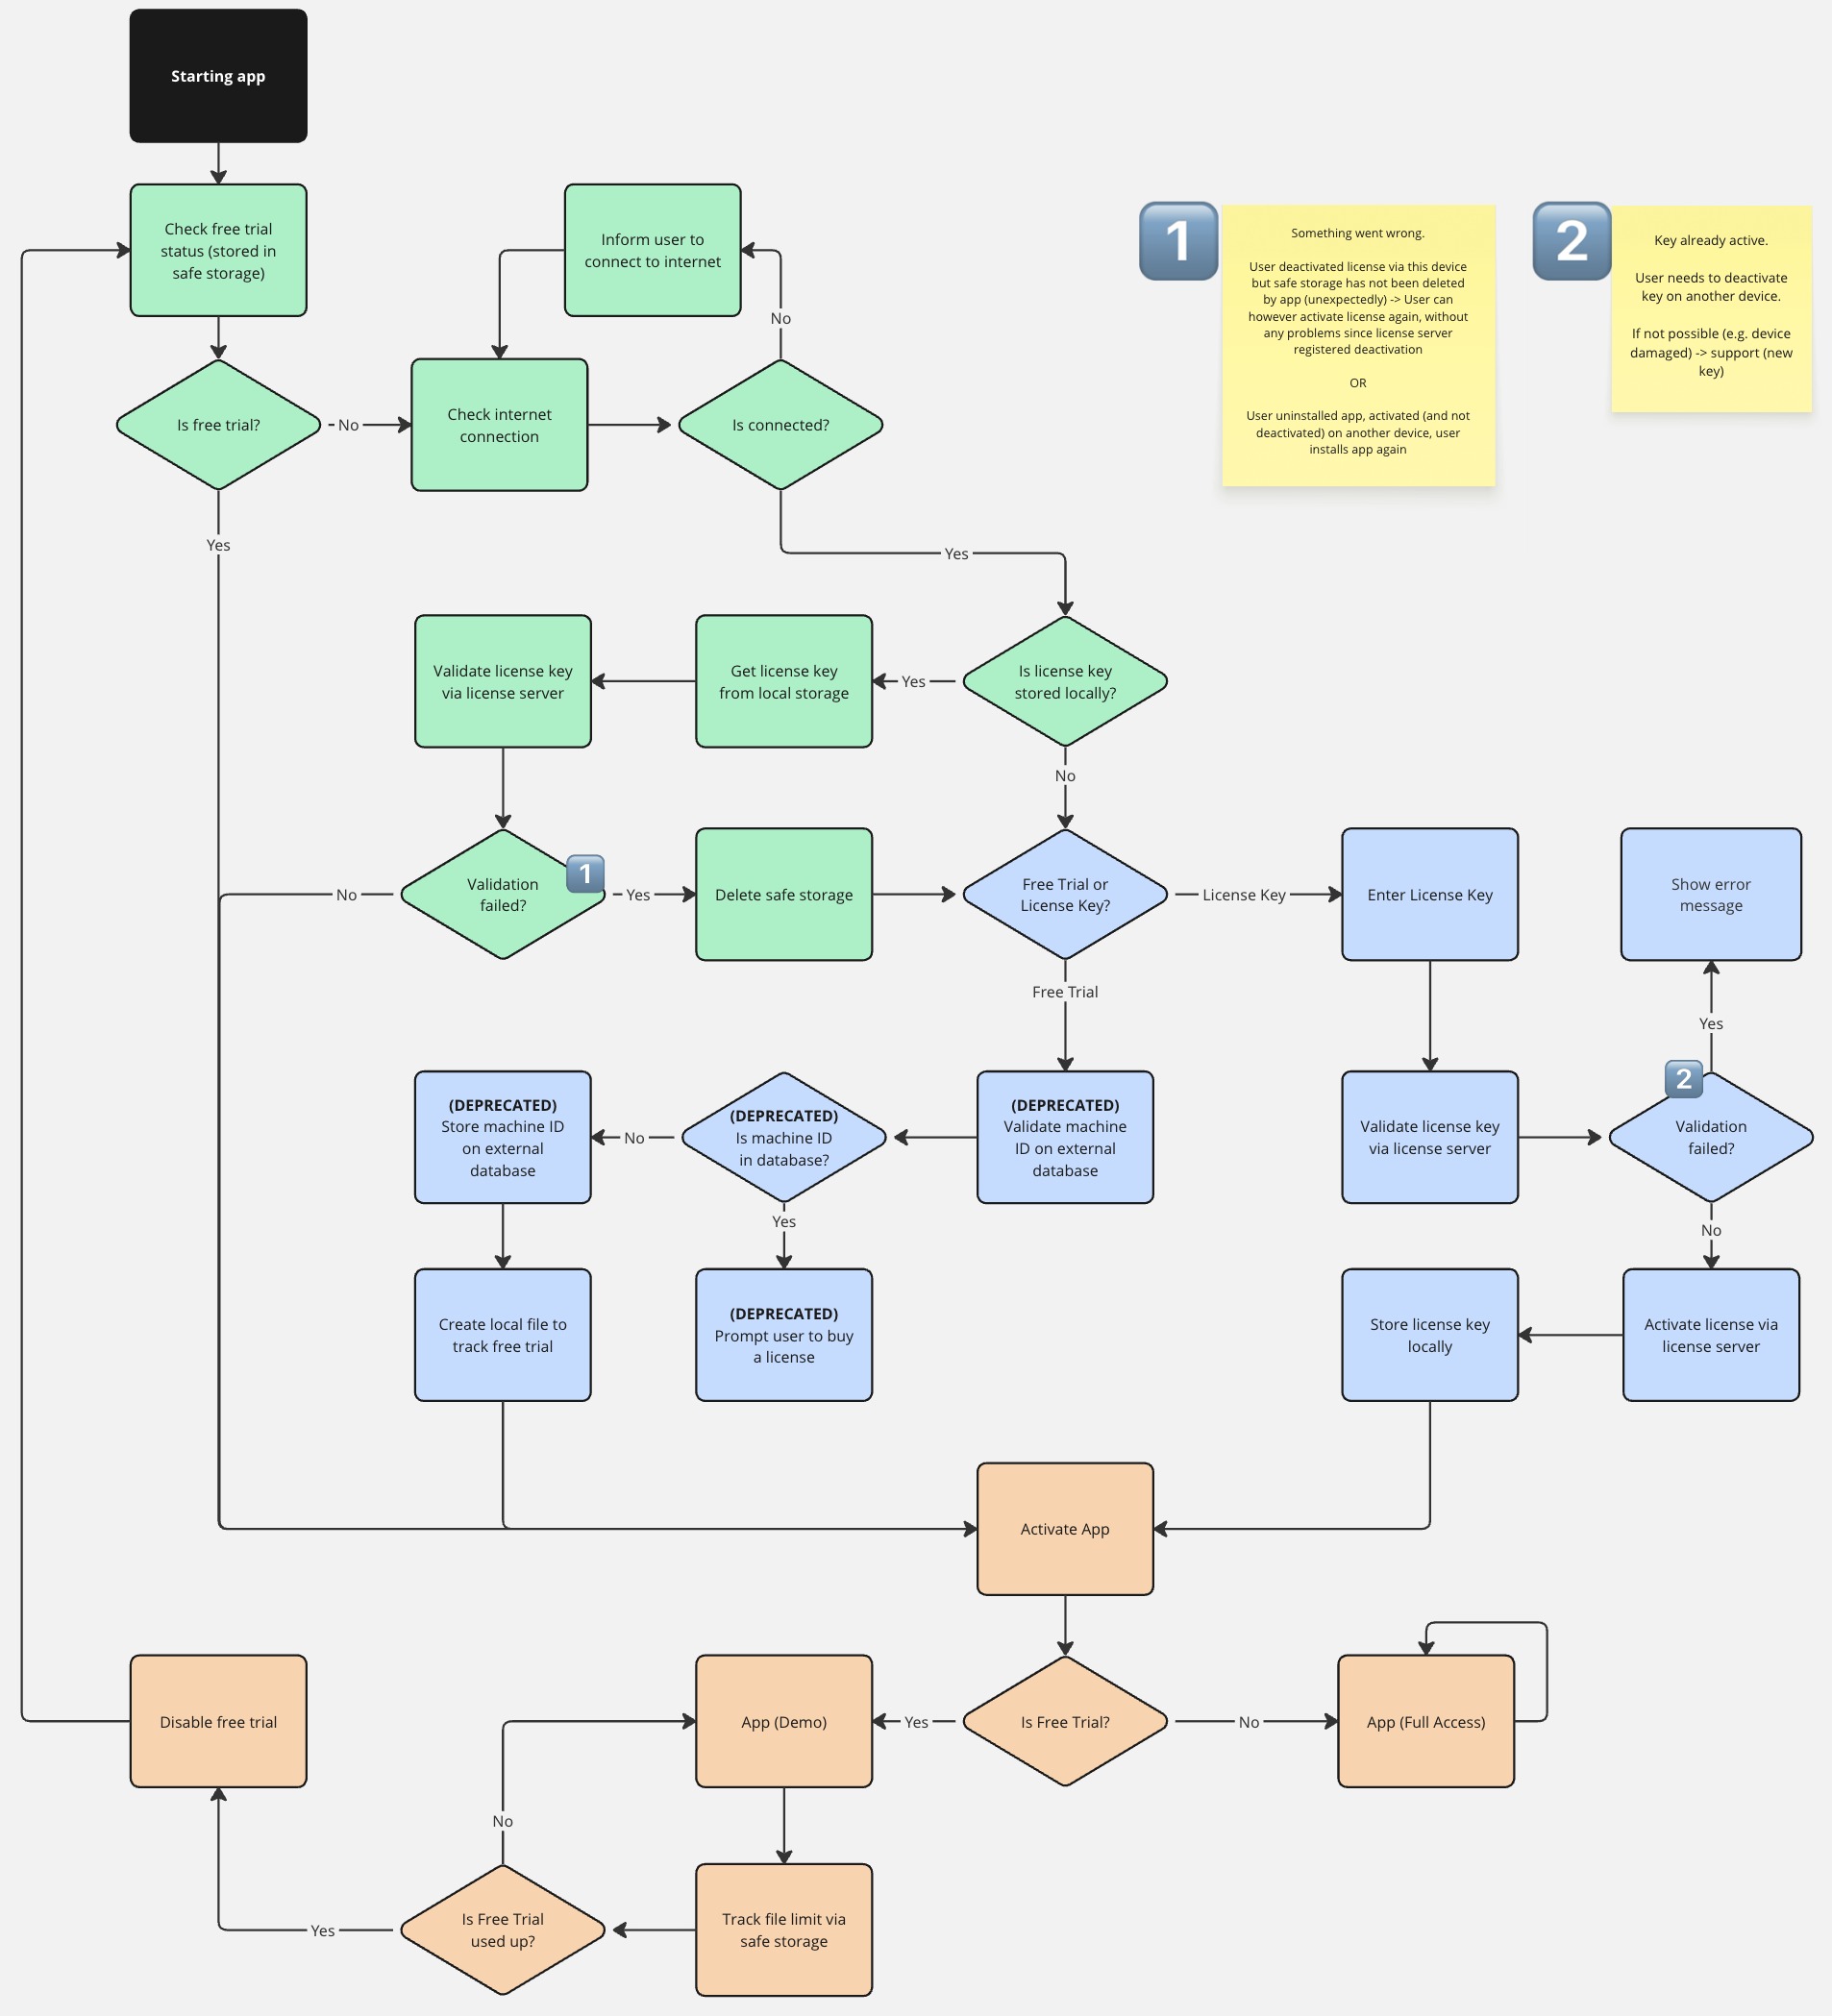 Starting app
Check free trial
status (stored in
safe storage)
Inform user to
connect to internet
1
Something went wrong.
User deactivated license via this device
but safe storage has not been deleted
by app (unexpectedly) -> User can
however activate license again, without
any problems since license server
registered deactivation
OR
User uninstalled app, activated (and not
deactivated) on another device, user
installs app again
2
Key already active.
User needs to deactivate
key on another device.
If not possible (e.g. device
damaged) -> support (new
key)
No
Is free trial?
No
Check internet
connection
Is connected?
Yes
Yes
Validate license key
via license server
Get license key
from local storage
Yes
Is license key
stored locally?
No
No
Validation
failed?
1
Yes
Delete safe storage
Free Trial or
License Key?
License Key
Enter License Key
Show error
message
Free Trial
Yes
(DEPRECATED)
Store machine ID
on external
database
No
(DEPRECATED)
Is machine ID
in database?
(DEPRECATED)
Validate machine
ID on external
database
Validate license key
via license server
2
Validation
failed?
Yes
No
Create local file to
track free trial
(DEPRECATED)
Prompt user to buy
a license
Store license key
locally
Activate license via
license server
Activate App
Disable free trial
App (Demo)
Yes
Is Free Trial?
No
App (Full Access)
No
Yes
Is Free Trial
used up?
Track file limit via
safe storage